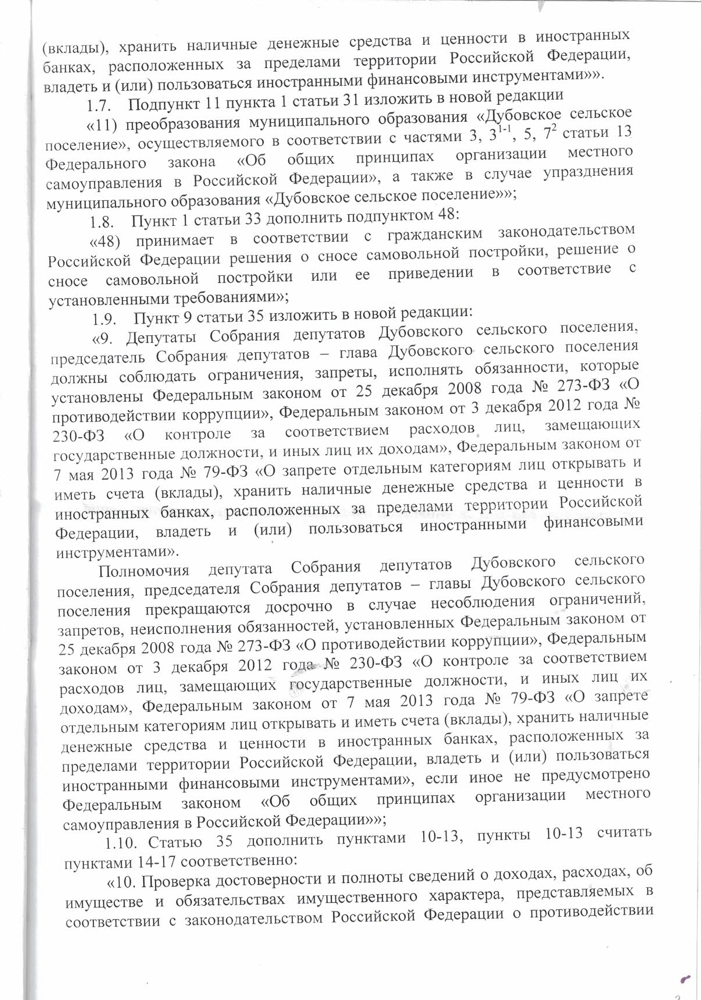 (вклады), хранить наличные денежные средства и ценности в иностранных
банках, расположенных за пределами территории Российской Федерации,
владеть и (или) пользоваться иностранными финансовыми инструментами»».
1.7. Подпункт 11 пункта 1 статьи 31 изложить в новой редакции
«11) преобразования муниципального образования «Дубовское сельское
поселение», осуществляемого в соответствии с частями 3, 3¹⁻¹, 5, 7² статьи 13
Федерального закона «Об общих принципах организации местного
самоуправления в Российской Федерации», а также в случае упразднения
муниципального образования «Дубовское сельское поселение»»;
1.8. Пункт 1 статьи 33 дополнить подпунктом 48:
«48) принимает в соответствии с гражданским законодательством
Российской Федерации решения о сносе самовольной постройки, решение о
сносе самовольной постройки или ее приведении в соответствие с
установленными требованиями»;
1.9. Пункт 9 статьи 35 изложить в новой редакции:
«9. Депутаты Собрания депутатов Дубовского сельского поселения,
председатель Собрания депутатов – глава Дубовского сельского поселения
должны соблюдать ограничения, запреты, исполнять обязанности, которые
установлены Федеральным законом от 25 декабря 2008 года № 273-ФЗ «О
противодействии коррупции», Федеральным законом от 3 декабря 2012 года №
230-ФЗ «О контроле за соответствием расходов лиц, замещающих
государственные должности, и иных лиц их доходам», Федеральным законом от
7 мая 2013 года № 79-ФЗ «О запрете отдельным категориям лиц открывать и
иметь счета (вклады), хранить наличные денежные средства и ценности в
иностранных банках, расположенных за пределами территории Российской
Федерации, владеть и (или) пользоваться иностранными финансовыми
инструментами».
Полномочия депутата Собрания депутатов Дубовского сельского
поселения, председателя Собрания депутатов – главы Дубовского сельского
поселения прекращаются досрочно в случае несоблюдения ограничений,
запретов, неисполнения обязанностей, установленных Федеральным законом от
25 декабря 2008 года № 273-ФЗ «О противодействии коррупции», Федеральным
законом от 3 декабря 2012 года № 230-ФЗ «О контроле за соответствием
расходов лиц, замещающих государственные должности, и иных лиц их
доходам», Федеральным законом от 7 мая 2013 года № 79-ФЗ «О запрете
отдельным категориям лиц открывать и иметь счета (вклады), хранить наличные
денежные средства и ценности в иностранных банках, расположенных за
пределами территории Российской Федерации, владеть и (или) пользоваться
иностранными финансовыми инструментами», если иное не предусмотрено
Федеральным законом «Об общих принципах организации местного
самоуправления в Российской Федерации»»;
1.10. Статью 35 дополнить пунктами 10-13, пункты 10-13 считать
пунктами 14-17 соответственно:
«10. Проверка достоверности и полноты сведений о доходах, расходах, об
имуществе и обязательствах имущественного характера, представляемых в
соответствии с законодательством Российской Федерации о противодействии